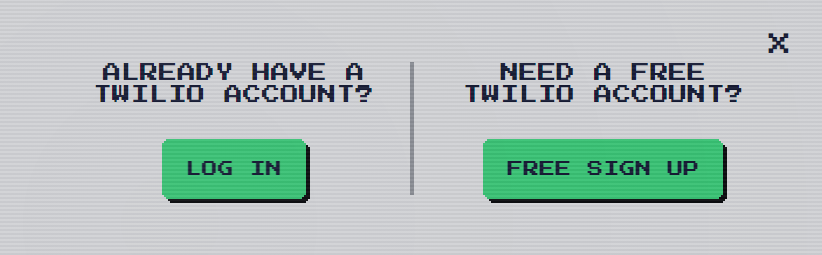 X
ALREADY HAVE A
TWILIO ACCOUNT?
LOG IN
NEED A FREE
TWILIO ACCOUNT?
FREE SIGN UP